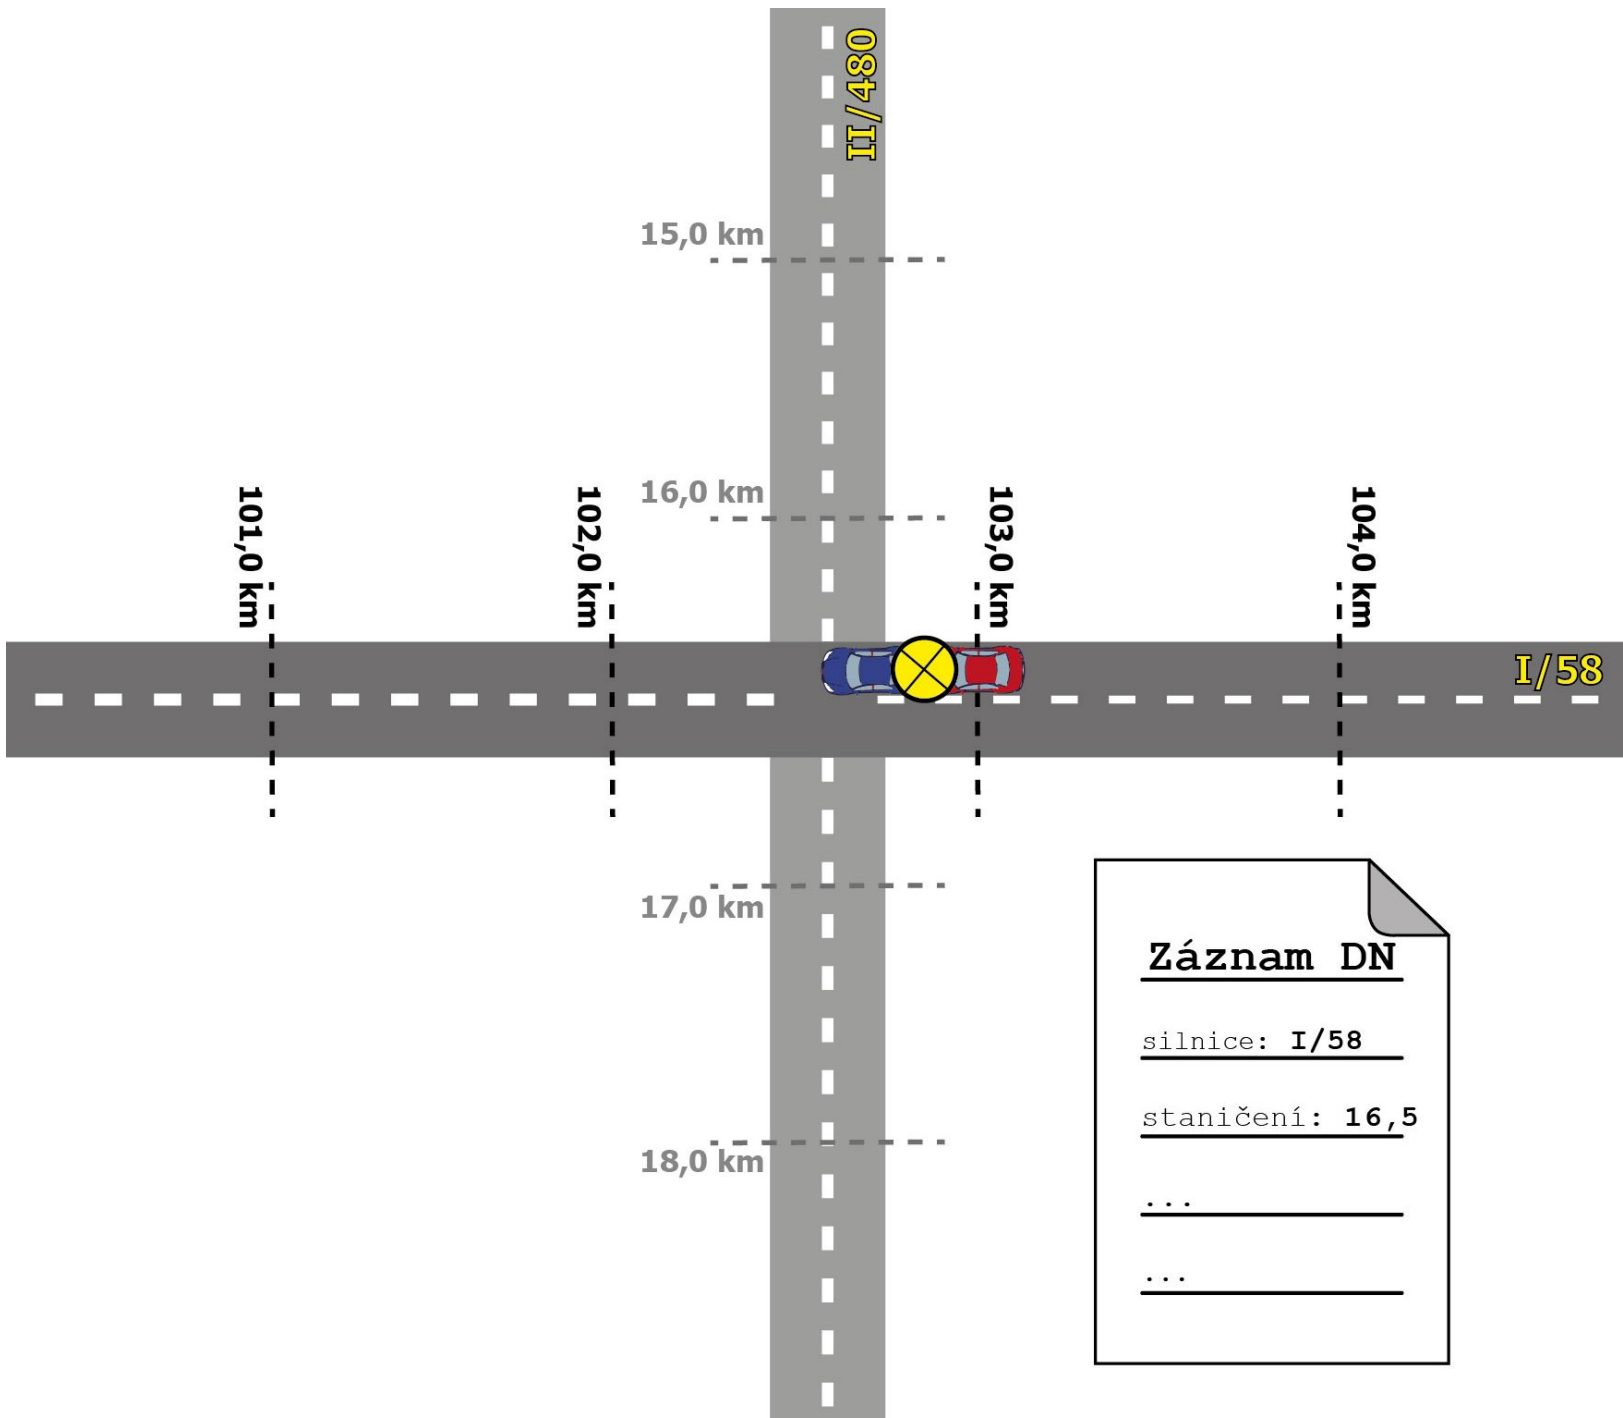 II/480
15,0 km
16,0 km
101,0 km
102,0 km
103,0 km
104,0 km
I/58
17,0 km
18,0 km
Záznam DN
silnice: I/58
staničení: 16,5
...
...